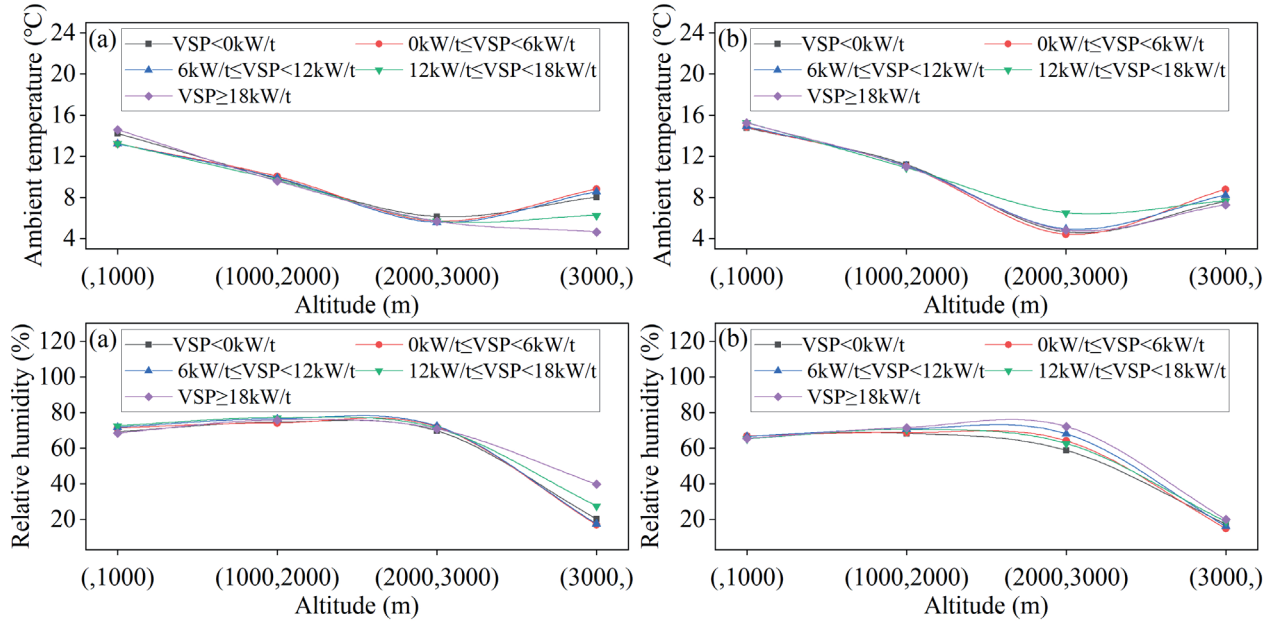 Ambient temperature (°C)
24
20
16
12
8
4
(a)
VSP<0kW/t
0kW/t≤VSP<6kW/t
6kW/t≤VSP<12kW/t
12kW/t≤VSP<18kW/t
VSP≥18kW/t
(,1000)
(1000,2000)
(2000,3000)
(3000,)
Altitude (m)
Ambient temperature (°C)
24
20
16
12
8
4
(b)
VSP<0kW/t
0kW/t≤VSP<6kW/t
6kW/t≤VSP<12kW/t
12kW/t≤VSP<18kW/t
VSP≥18kW/t
(,1000)
(1000,2000)
(2000,3000)
(3000,)
Altitude (m)
Relative humidity (%)
120
100
80
60
40
20
(a)
VSP<0kW/t
0kW/t≤VSP<6kW/t
6kW/t≤VSP<12kW/t
12kW/t≤VSP<18kW/t
VSP≥18kW/t
(,1000)
(1000,2000)
(2000,3000)
(3000,)
Altitude (m)
Relative humidity (%)
120
100
80
60
40
20
(b)
VSP<0kW/t
0kW/t≤VSP<6kW/t
6kW/t≤VSP<12kW/t
12kW/t≤VSP<18kW/t
VSP≥18kW/t
(,1000)
(1000,2000)
(2000,3000)
(3000,)
Altitude (m)